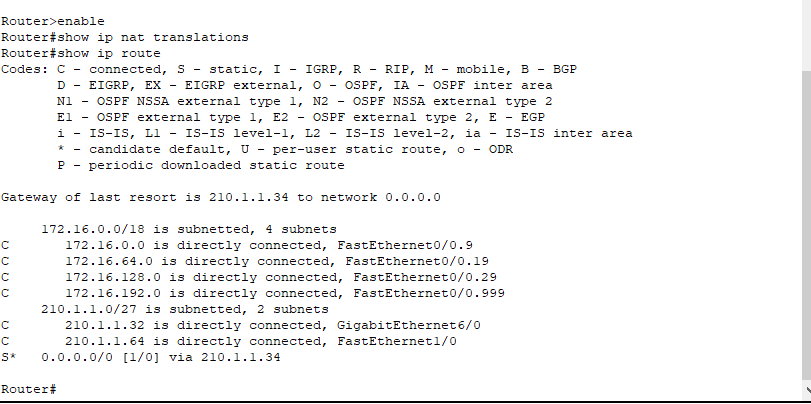 Router>enable
Router#show ip nat translations
Router#show ip route
Codes: C - connected, S - static, I - IGRP, R - RIP, M - mobile, B - BGP
       D - EIGRP, EX - EIGRP external, O - OSPF, IA - OSPF inter area
       N1 - OSPF NSSA external type 1, N2 - OSPF NSSA external type 2
       E1 - OSPF external type 1, E2 - OSPF external type 2, E - EGP
       i - IS-IS, L1 - IS-IS level-1, L2 - IS-IS level-2, ia - IS-IS inter area
       * - candidate default, U - per-user static route, o - ODR
       P - periodic downloaded static route
Gateway of last resort is 210.1.1.34 to network 0.0.0.0
     172.16.0.0/18 is subnetted, 4 subnets
C       172.16.0.0 is directly connected, FastEthernet0/0.9
C       172.16.64.0 is directly connected, FastEthernet0/0.19
C       172.16.128.0 is directly connected, FastEthernet0/0.29
C       172.16.192.0 is directly connected, FastEthernet0/0.999
     210.1.1.0/27 is subnetted, 2 subnets
C       210.1.1.32 is directly connected, GigabitEthernet6/0
C       210.1.1.64 is directly connected, FastEthernet1/0
S*   0.0.0.0/0 [1/0] via 210.1.1.34
Router#